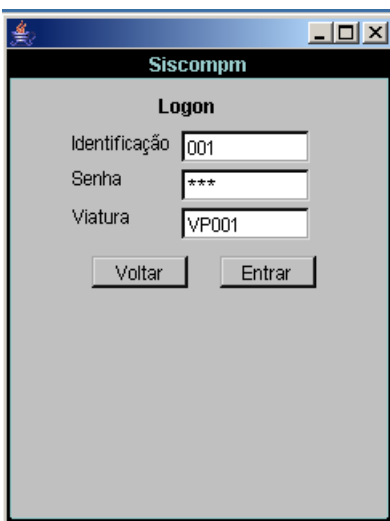 Siscompm
Logon
Identificação 001
Senha ***
Viatura VP001
Voltar Entrar